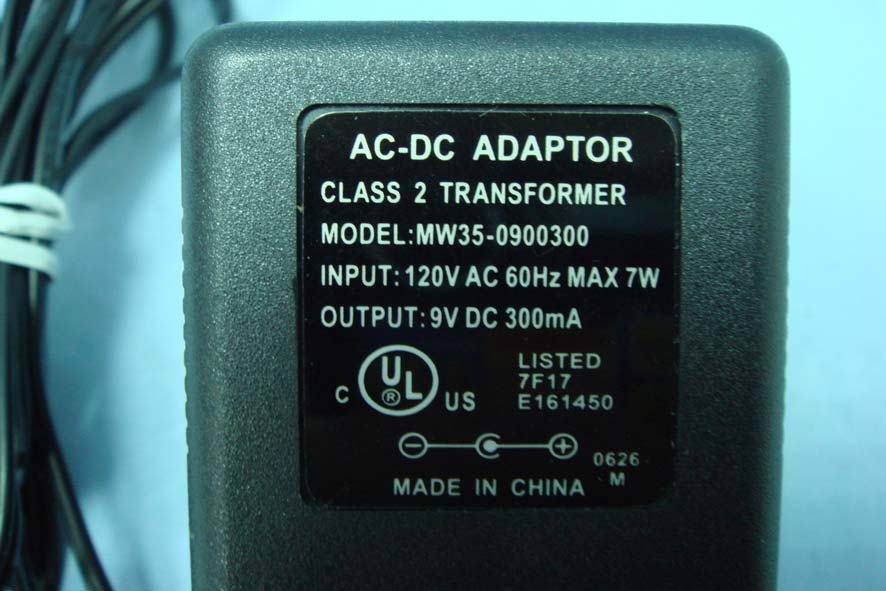 AC-DC ADAPTOR
CLASS 2 TRANSFORMER
MODEL:MW35-0900300
INPUT:120V AC 60Hz MAX 7W
OUTPUT:9V DC 300mA
C UL ® US
LISTED
7F17
E161450
− +
0626
M
MADE IN CHINA